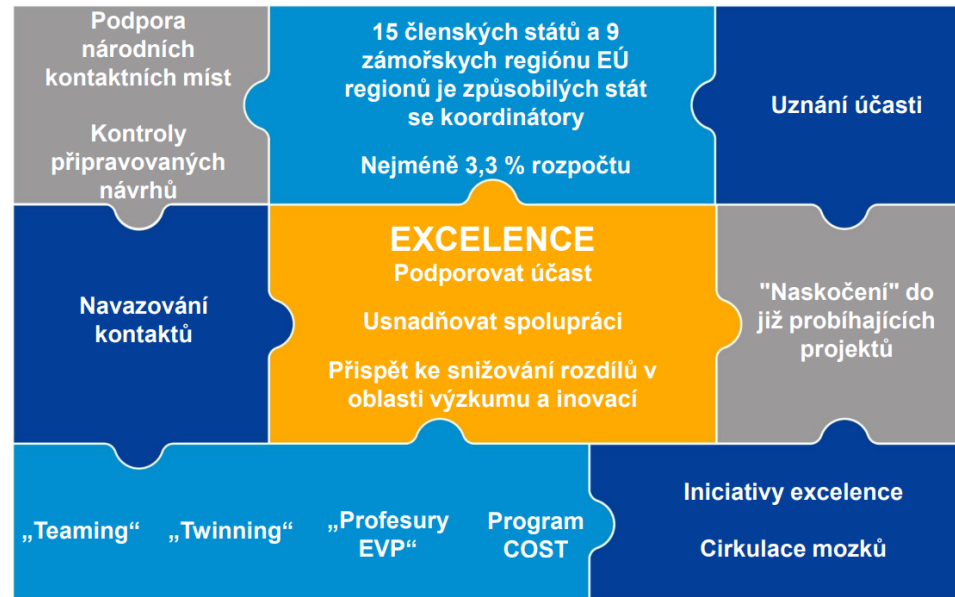 Podpora
národních
kontaktních míst
Kontroly
připravovaných
návrhů
15 členských států a 9
zámořskych regiónu EÚ
regionů je způsobilých stát
se koordinátory
Nejméně 3,3 % rozpočtu
Uznání účasti
Navazování
kontaktů
EXCELENCE
Podporovat účast
Usnadňovat spolupráci
Přispět ke snižování rozdílů v
oblasti výzkumu a inovací
"Naskočení" do
již probíhajících
projektů
„Teaming“
„Twinning“
„Profesury
EVP“
Program
COST
Iniciativy excelence
Cirkulace mozků